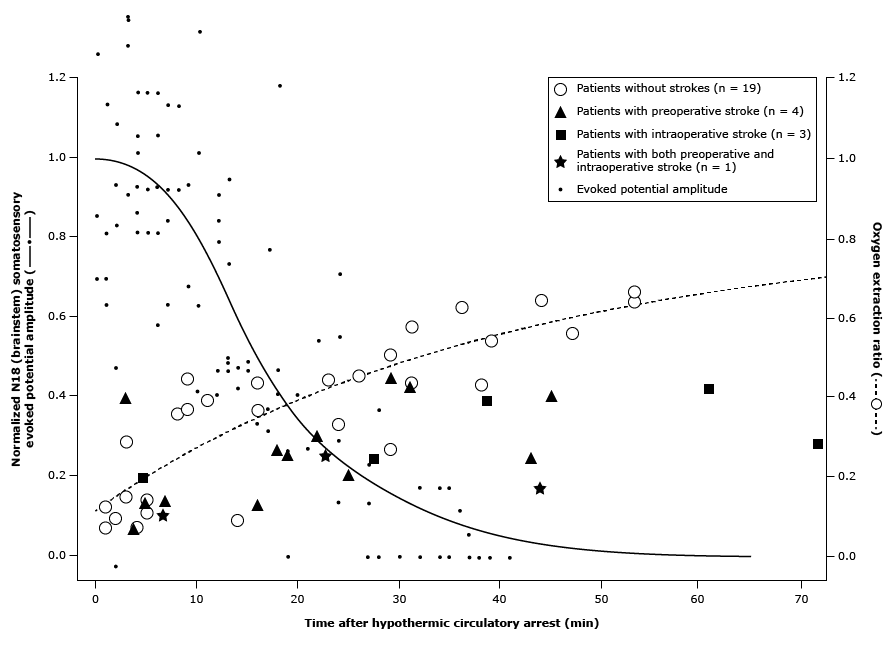 1.2
1.0
0.8
0.6
0.4
0.2
0.0
Normalized N18 (brainstem) somatosensory
evoked potential amplitude (—•—)
Patients without strokes (n = 19)
Patients with preoperative stroke (n = 4)
Patients with intraoperative stroke (n = 3)
Patients with both preoperative and
intraoperative stroke (n = 1)
Evoked potential amplitude
1.2
1.0
0.8
0.6
0.4
0.2
0.0
Oxygen extraction ratio (---○---)
0 10 20 30 40 50 60 70
Time after hypothermic circulatory arrest (min)